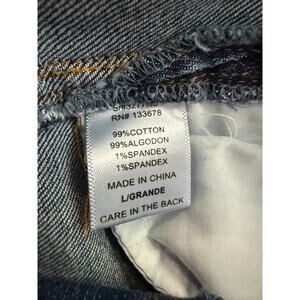 RN# 133678
99%COTTON
99%ALGODON
1%SPANDEX
1%SPANDEX
MADE IN CHINA
L/GRANDE
CARE IN THE BACK